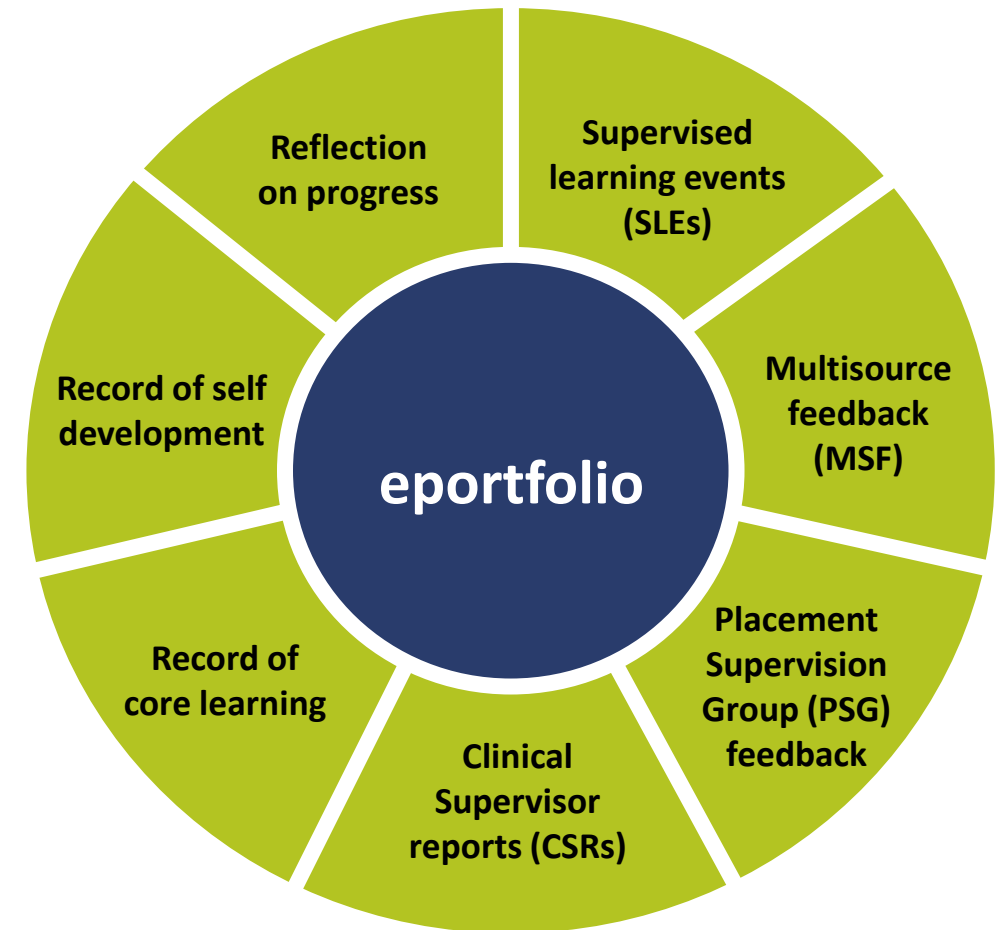 Reflection
on progress
Supervised
learning events
(SLEs)
Multisource
feedback
(MSF)
Placement
Supervision
Group (PSG)
feedback
Clinical
Supervisor
reports (CSRs)
Record of
core learning
Record of self
development
eportfolio